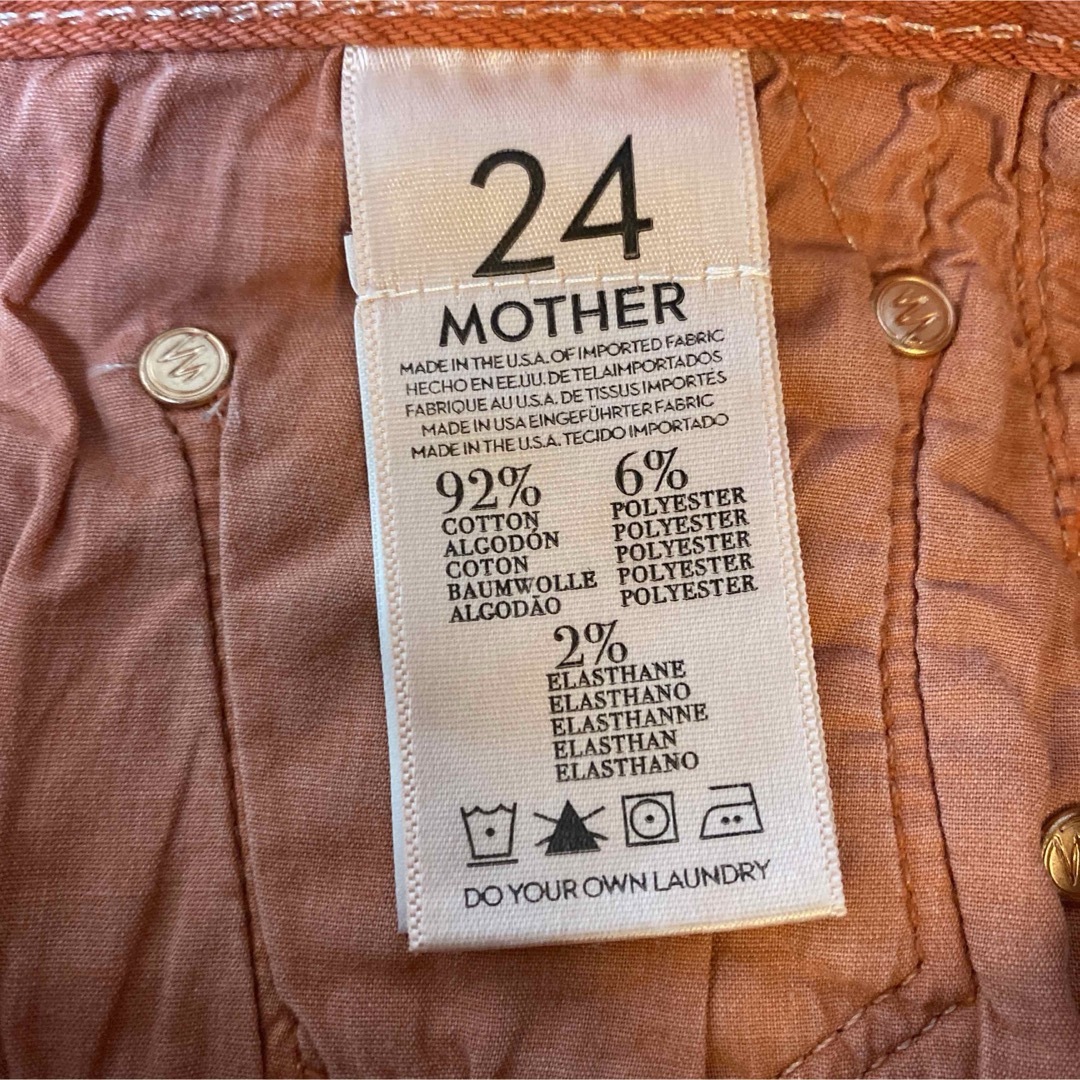 24
MOTHER
MADE IN THE U.S.A. OF IMPORTED FABRIC
HECHO EN EE.UU. DE TELAIMPORTADOS
FABRIQUE AU U.S.A. DE TISSUS IMPORTÉS
MADE IN USA EINGEFÜHRTER FABRIC
MADE IN THE U.S.A. TECIDO IMPORTADO
92%
COTTON
ALGODÓN
COTON
BAUMWOLLE
ALGODÃO
6%
POLYESTER
POLYESTER
POLYESTER
POLYESTER
POLYESTER
2%
ELASTHANE
ELASTHANO
ELASTHANNE
ELASTHAN
ELASTHANO
DO YOUR OWN LAUNDRY